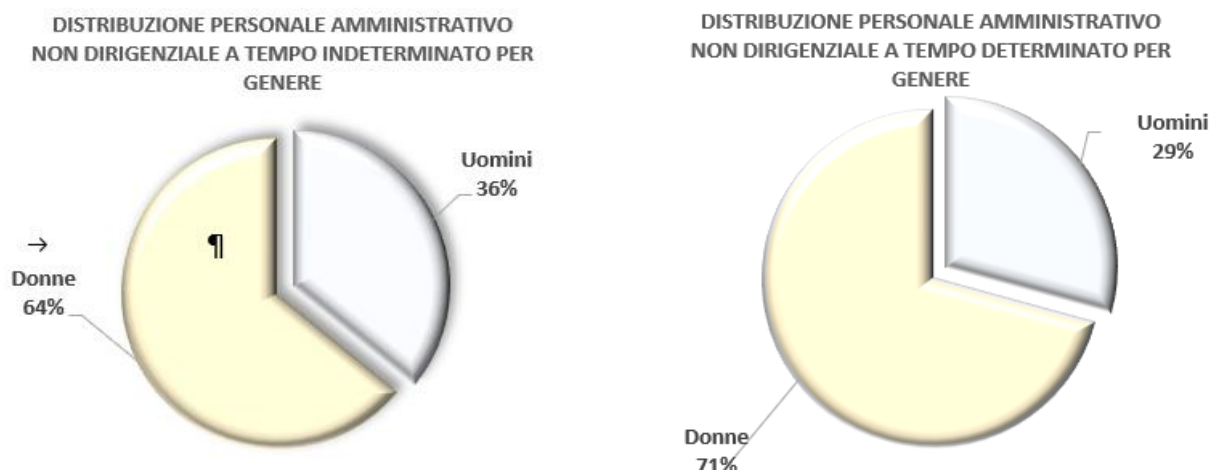 DISTRIBUZIONE PERSONALE AMMINISTRATIVO
NON DIRIGENZIALE A TEMPO INDETERMINATO PER
GENERE
Uomini
36%
→
¶
Donne
64%
DISTRIBUZIONE PERSONALE AMMINISTRATIVO
NON DIRIGENZIALE A TEMPO DETERMINATO PER
GENERE
Uomini
29%
Donne
71%